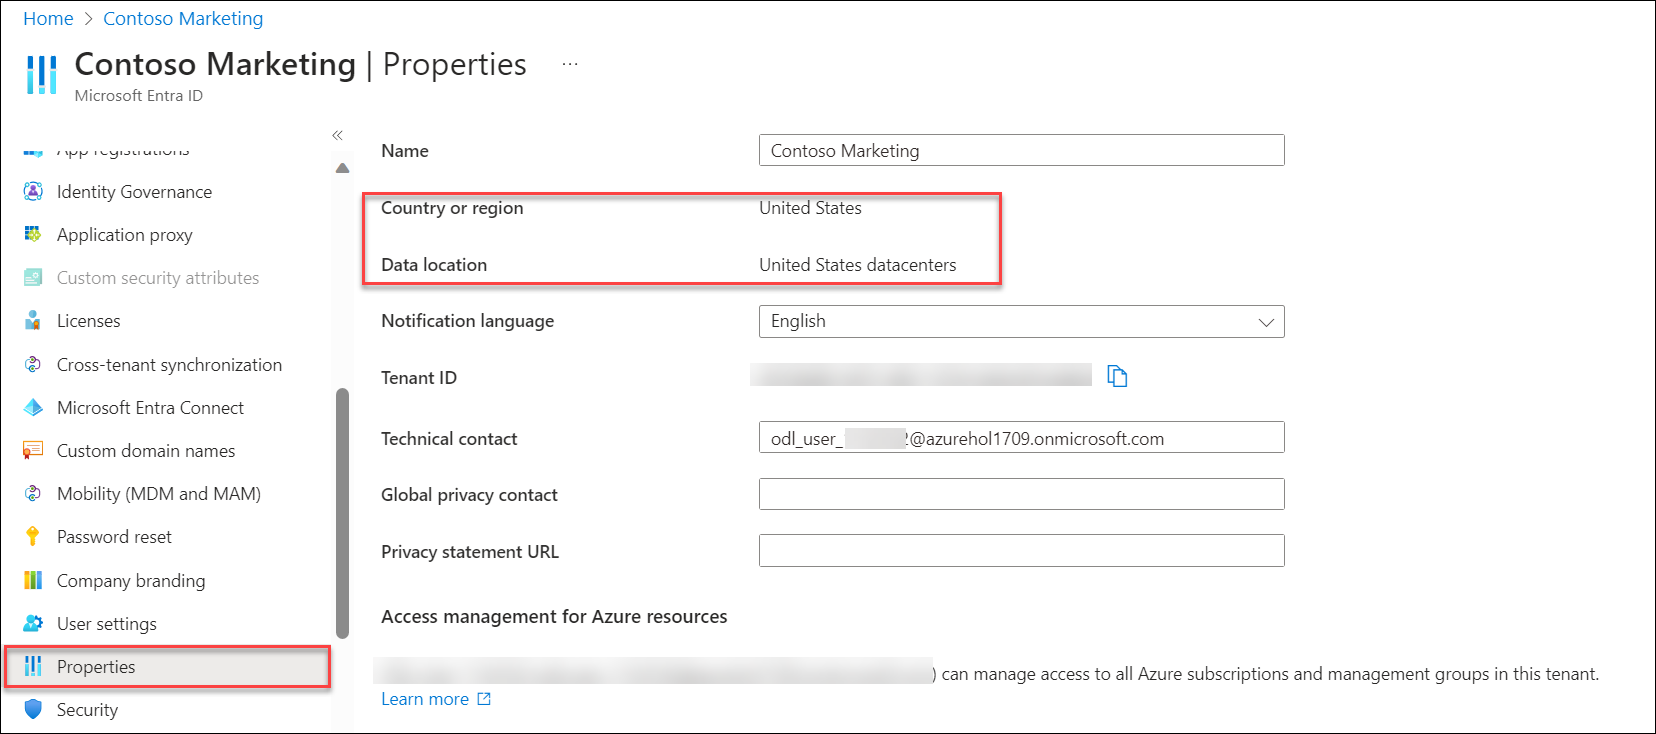 Home > Contoso Marketing
Contoso Marketing | Properties ...
Microsoft Entra ID
«
App registrations
Identity Governance
Application proxy
Custom security attributes
Licenses
Cross-tenant synchronization
Microsoft Entra Connect
Custom domain names
Mobility (MDM and MAM)
Password reset
Company branding
User settings
Properties
Security
Name
Contoso Marketing
Country or region
United States
Data location
United States datacenters
Notification language
English
Tenant ID
Technical contact
odl_user_ @azurehol1709.onmicrosoft.com
Global privacy contact
Privacy statement URL
Access management for Azure resources
) can manage access to all Azure subscriptions and management groups in this tenant.
Learn more